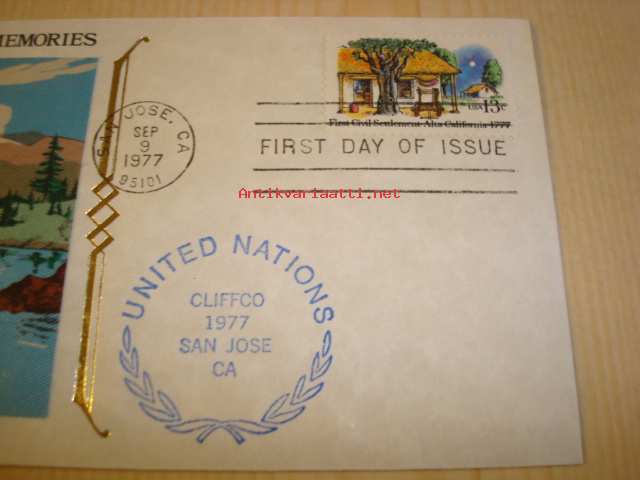 MEMORIES
USA 13c
First Civil Settlement Alta California 1777
SAN JOSE, CA
SEP
9
1977
95101
FIRST DAY OF ISSUE
Antikvariaatti.net
UNITED NATIONS
CLIFFCO
1977
SAN JOSE
CA